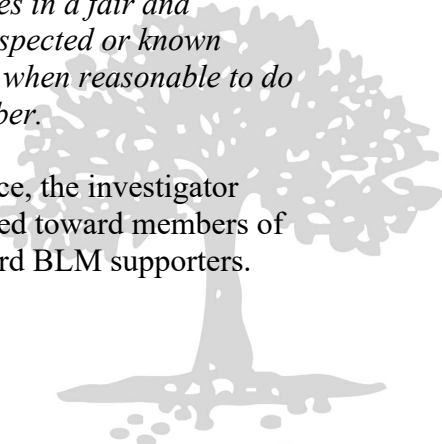 es in a fair and
spected or known
when reasonable to do
ber.
ce, the investigator
ed toward members of
rd BLM supporters.